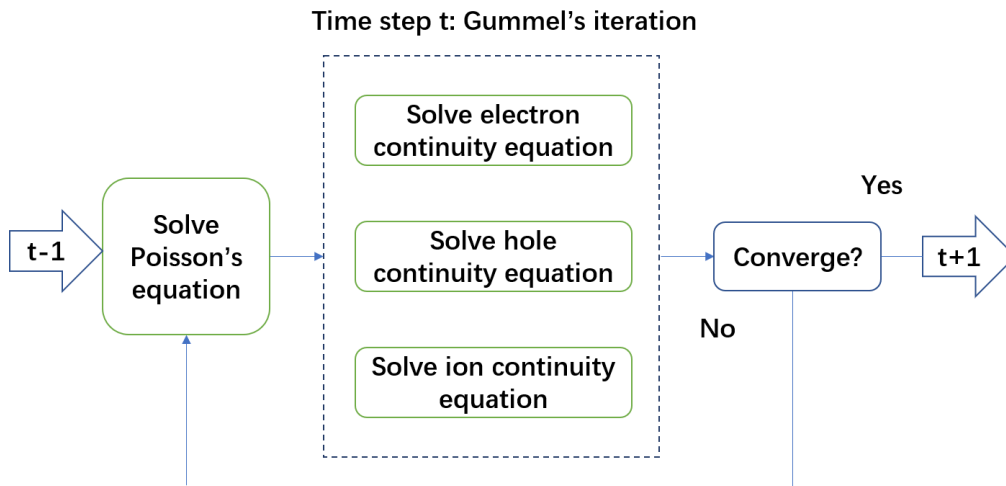 Time step t: Gummel's iteration
t-1
Solve
Poisson's
equation
Solve electron
continuity equation
Solve hole
continuity equation
Solve ion continuity
equation
Converge?
Yes
No
t+1